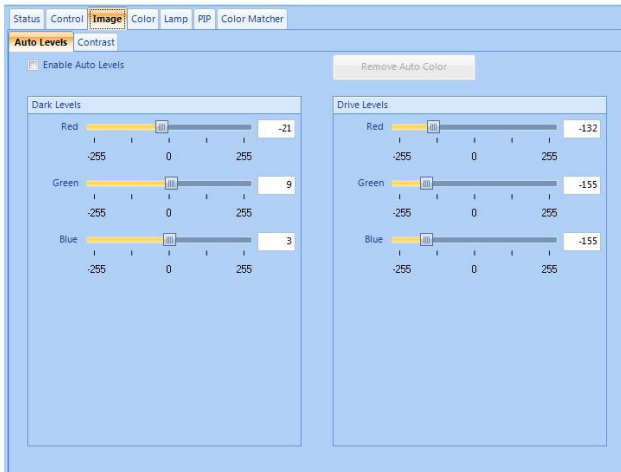 Status Control Image Color Lamp PIP Color Matcher
Auto Levels Contrast
Enable Auto Levels
Remove Auto Color
Dark Levels
Red -21
-255 0 255
Green 9
-255 0 255
Blue 3
-255 0 255
Drive Levels
Red -132
-255 0 255
Green -155
-255 0 255
Blue -155
-255 0 255